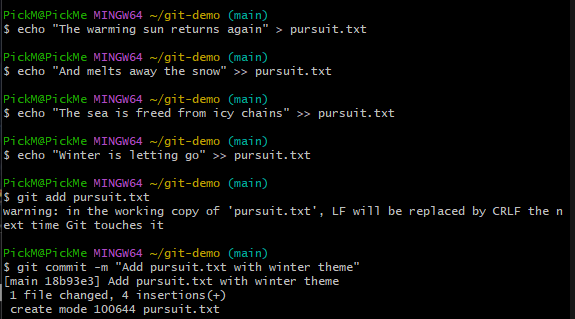 PickM@PickMe MINGW64 ~/git-demo (main)
$ echo "The warming sun returns again" > pursuit.txt
PickM@PickMe MINGW64 ~/git-demo (main)
$ echo "And melts away the snow" >> pursuit.txt
PickM@PickMe MINGW64 ~/git-demo (main)
$ echo "The sea is freed from icy chains" >> pursuit.txt
PickM@PickMe MINGW64 ~/git-demo (main)
$ echo "Winter is letting go" >> pursuit.txt
PickM@PickMe MINGW64 ~/git-demo (main)
$ git add pursuit.txt
warning: in the working copy of 'pursuit.txt', LF will be replaced by CRLF the n
ext time Git touches it
PickM@PickMe MINGW64 ~/git-demo (main)
$ git commit -m "Add pursuit.txt with winter theme"
[main 18b93e3] Add pursuit.txt with winter theme
 1 file changed, 4 insertions(+)
 create mode 100644 pursuit.txt